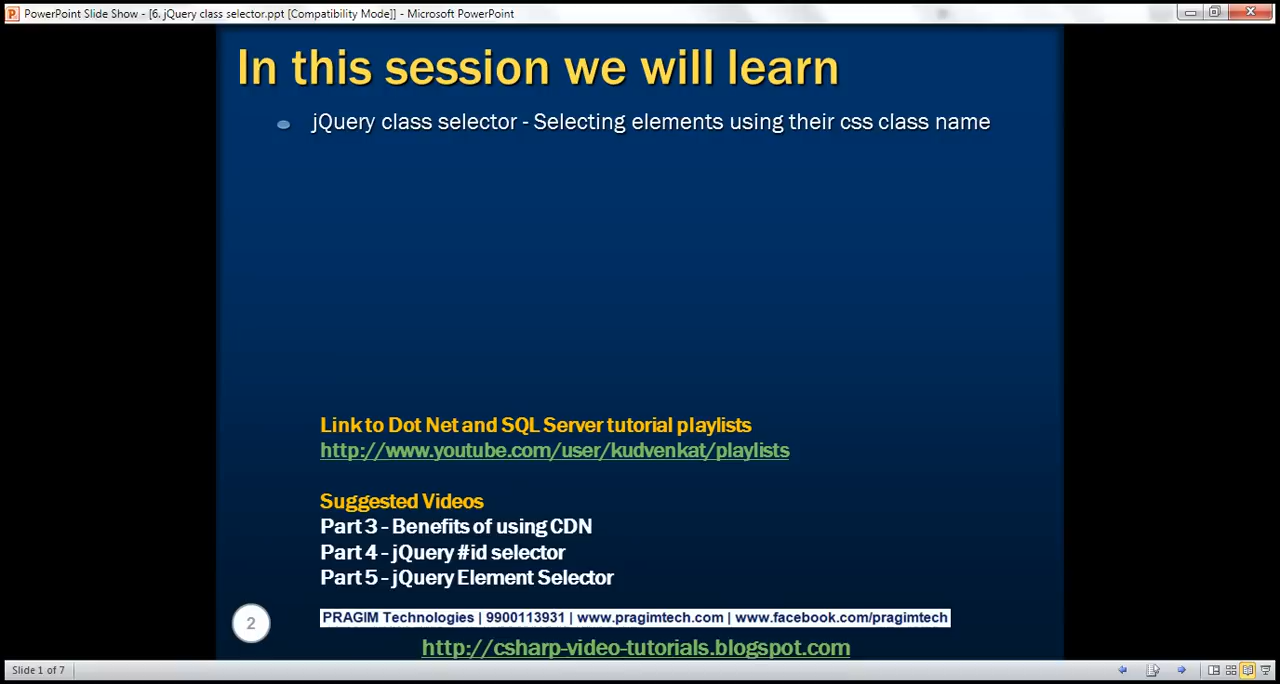 PowerPoint Slide Show - [6. jQuery class selector.ppt [Compatibility Mode]] - Microsoft PowerPoint
In this session we will learn
jQuery class selector - Selecting elements using their css class name
Link to Dot Net and SQL Server tutorial playlists
http://www.youtube.com/user/kudvenkat/playlists
Suggested Videos
Part 3 - Benefits of using CDN
Part 4 - jQuery #id selector
Part 5 - jQuery Element Selector
2
PRAGIM Technologies | 9900113931 | www.pragimtech.com | www.facebook.com/pragimtech
http://csharp-video-tutorials.blogspot.com
Slide 1 of 7